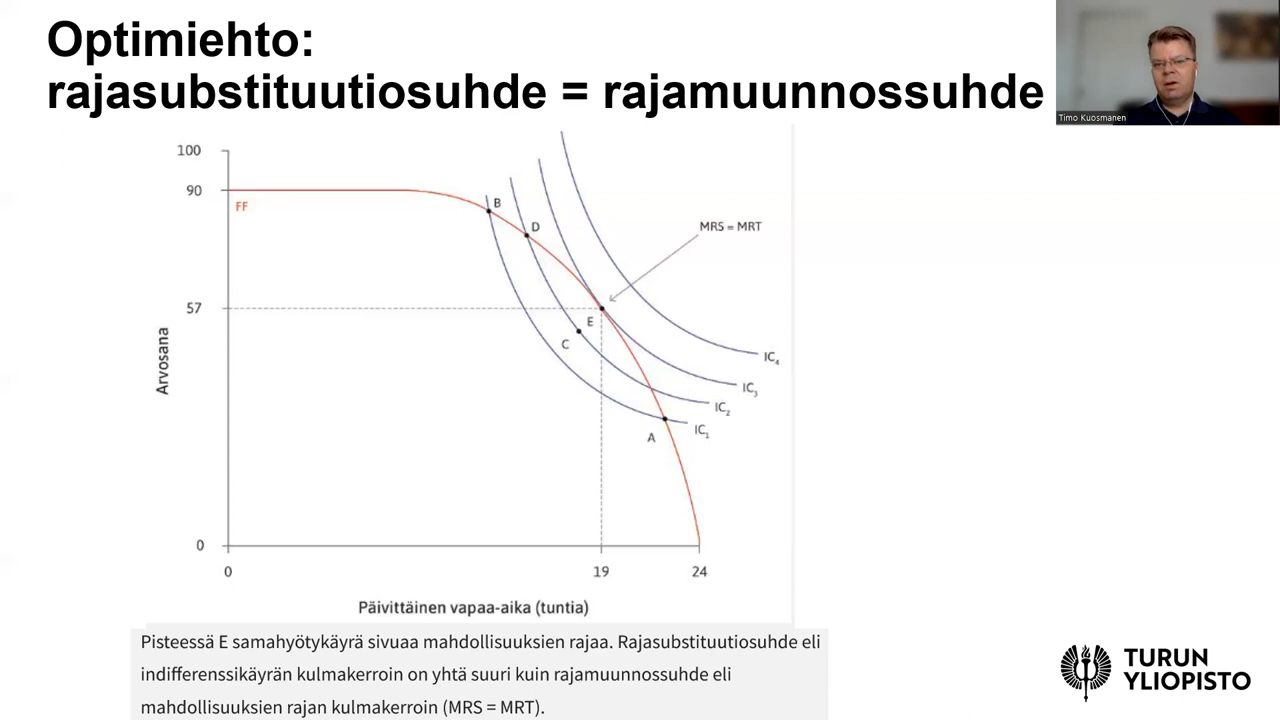 Optimiehto:
rajasubstituutiosuhde = rajamuunnossuhde
Timo Kuosmanen
100
90
FF
B
D
MRS = MRT
57
E
C
Arvosana
IC₄
IC₃
IC₂
IC₁
A
0
0
19
24
Päivittäinen vapaa-aika (tuntia)
Pisteessä E samahyötykäyrä sivuaa mahdollisuuksien rajaa. Rajasubstituutiosuhde eli
indifferenssikäyrän kulmakerroin on yhtä suuri kuin rajamuunnossuhde eli
mahdollisuuksien rajan kulmakerroin (MRS = MRT).
TURUN
YLIOPISTO